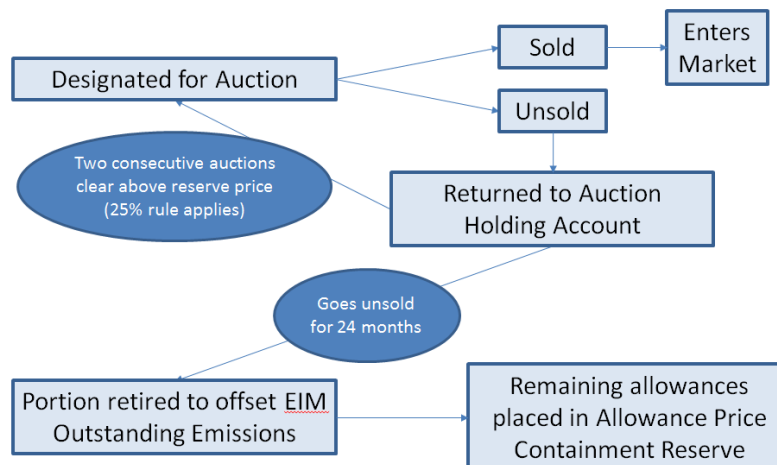 Designated for Auction
Sold
Enters
Market
Unsold
Two consecutive auctions
clear above reserve price
(25% rule applies)
Returned to Auction
Holding Account
Goes unsold
for 24 months
Portion retired to offset EIM
Outstanding Emissions
Remaining allowances
placed in Allowance Price
Containment Reserve